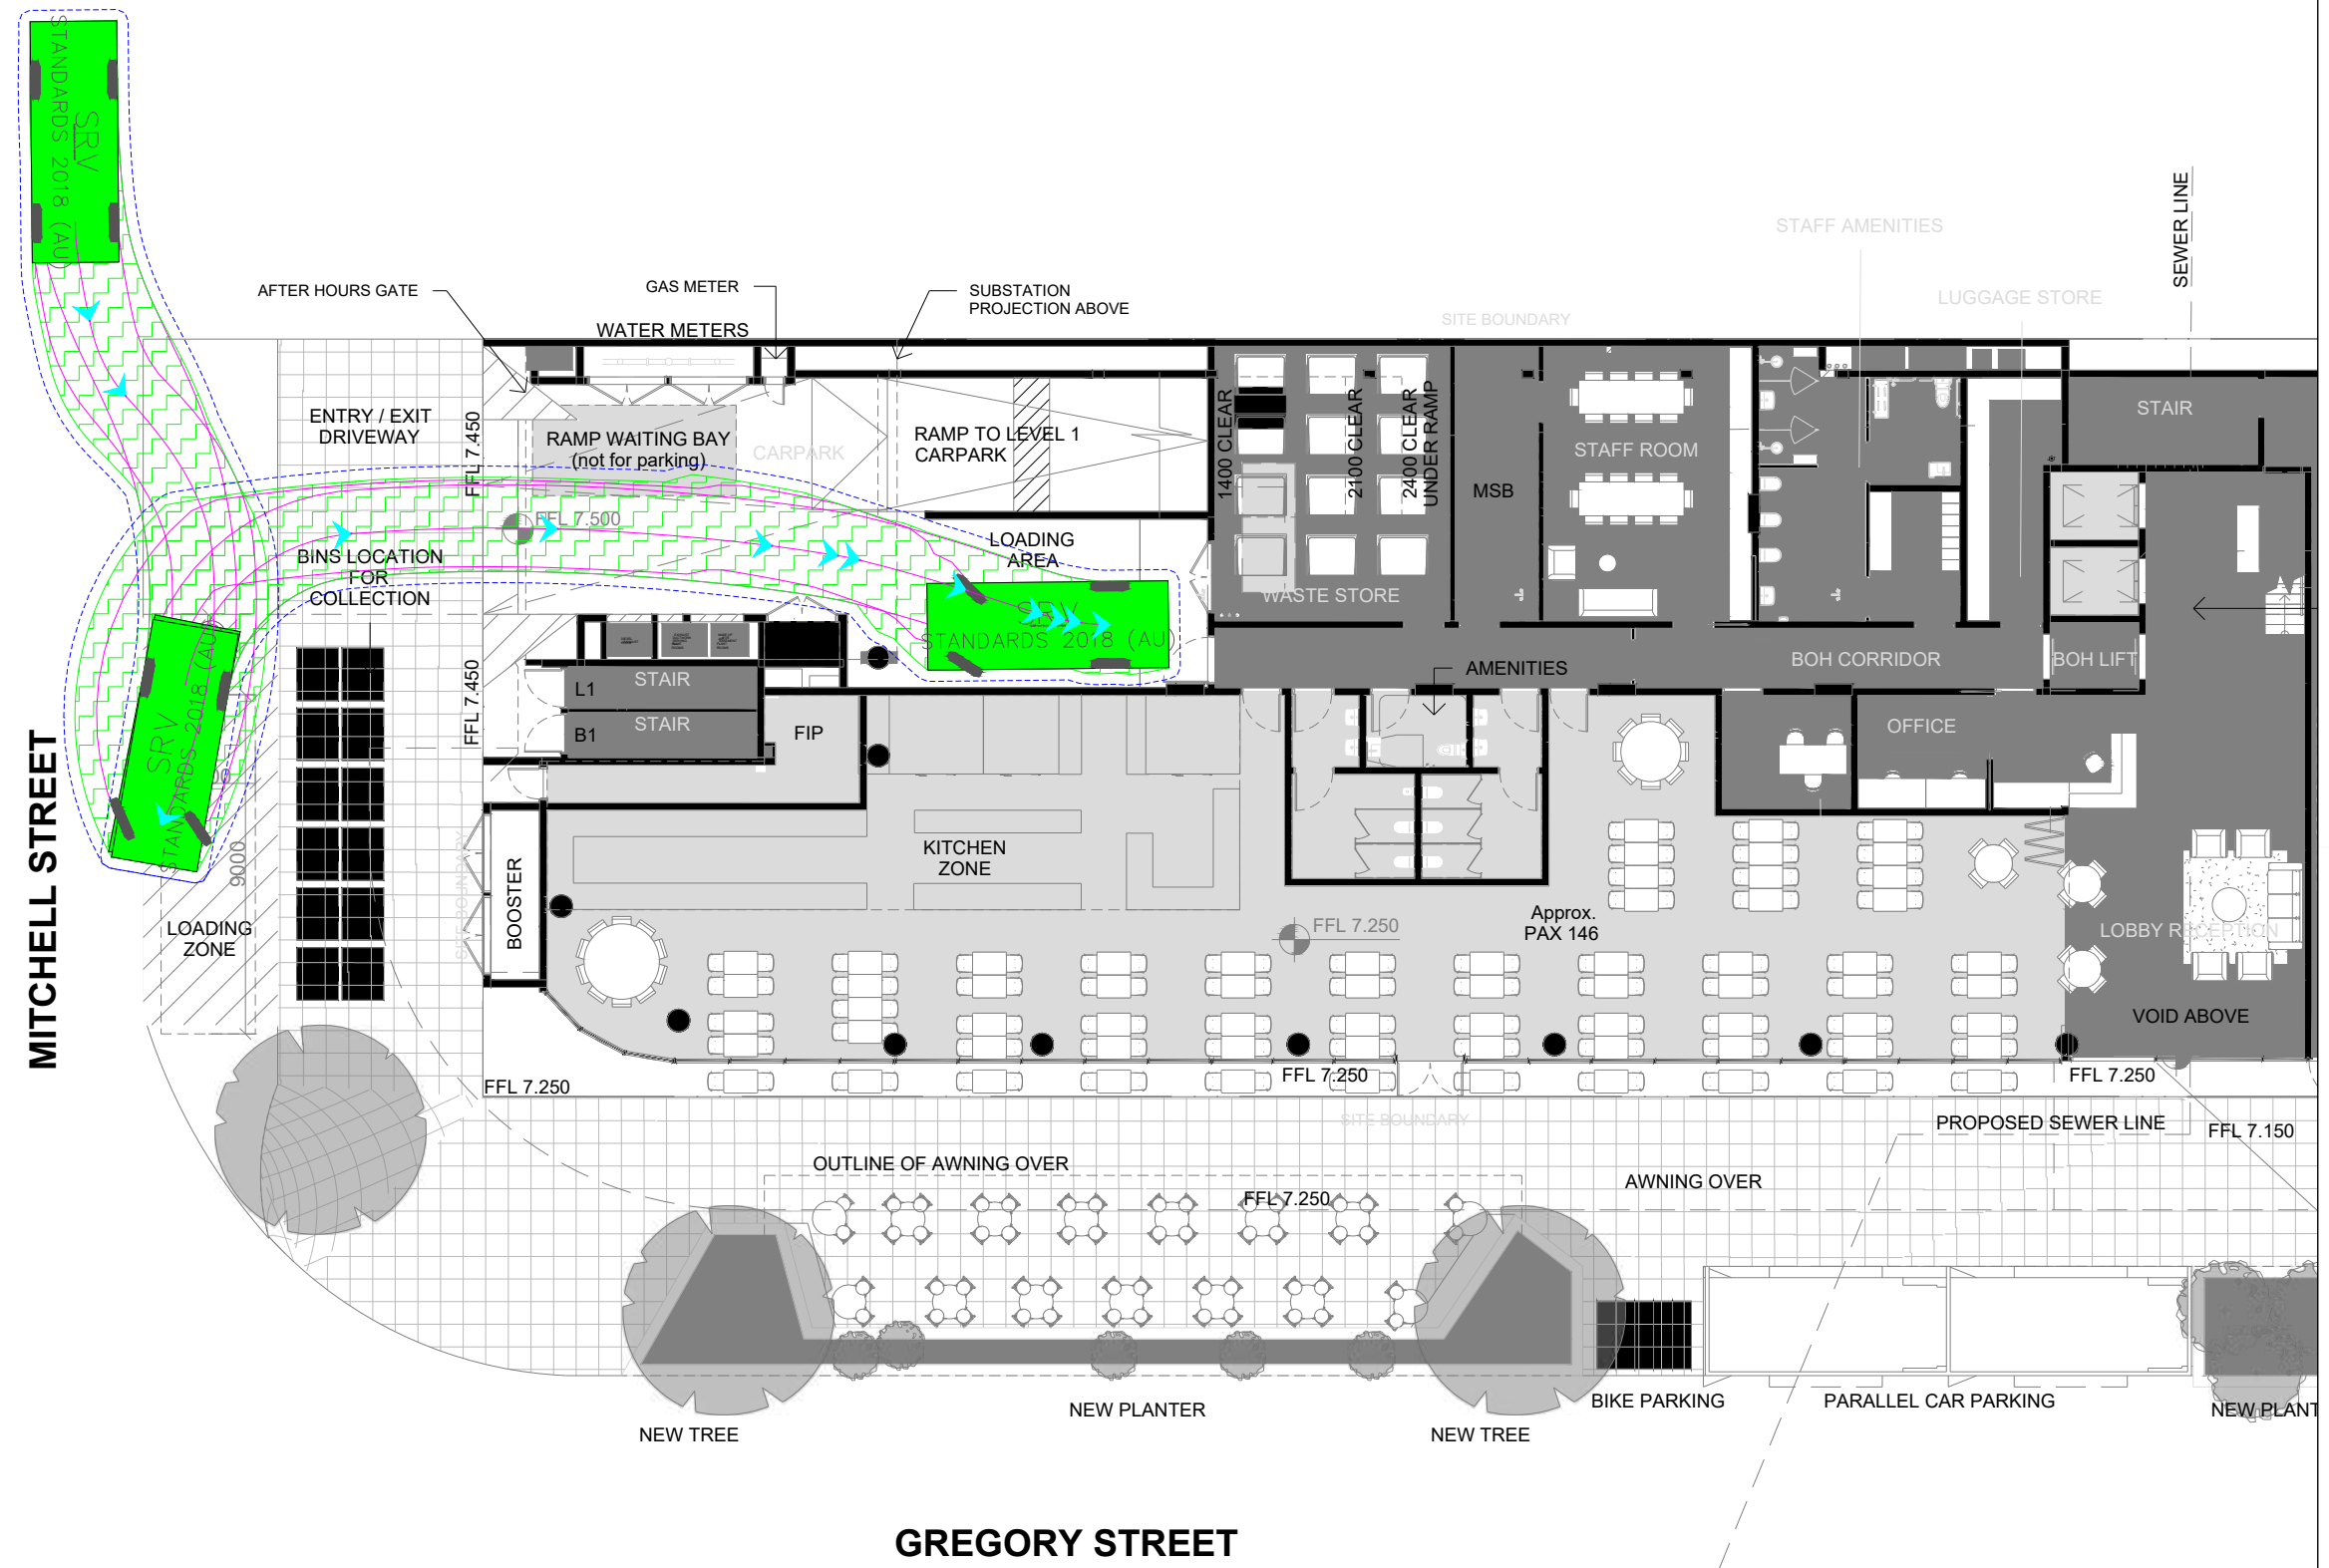 SRV
STANDARDS 2018 (AU)
SEWER LINE
STAFF AMENITIES
LUGGAGE STORE
AFTER HOURS GATE
GAS METER
SUBSTATION
PROJECTION ABOVE
WATER METERS
SITE BOUNDARY
ENTRY / EXIT
DRIVEWAY
FFL 7.450
RAMP WAITING BAY
(not for parking)
CARPARK
RAMP TO LEVEL 1
CARPARK
1400 CLEAR
2100 CLEAR
2400 CLEAR
UNDER RAMP
MSB
STAFF ROOM
STAIR
FFL 7.500
BINS LOCATION
FOR
COLLECTION
LOADING
AREA
WASTE STORE
SRV
STANDARDS 2018 (AU)
L1
STAIR
B1
STAIR
FFL 7.450
FIP
AMENITIES
BOH CORRIDOR
BOH LIFT
OFFICE
SRV
STANDARDS 2018 (AU)
9000
MITCHELL STREET
LOADING
ZONE
SITE BOUNDARY
BOOSTER
KITCHEN
ZONE
FFL 7.250
Approx.
PAX 146
LOBBY RECEPTION
VOID ABOVE
FFL 7.250
FFL 7.250
FFL 7.250
SITE BOUNDARY
PROPOSED SEWER LINE
FFL 7.150
OUTLINE OF AWNING OVER
FFL 7.250
AWNING OVER
NEW TREE
NEW PLANTER
NEW TREE
BIKE PARKING
PARALLEL CAR PARKING
NEW PLANT
GREGORY STREET